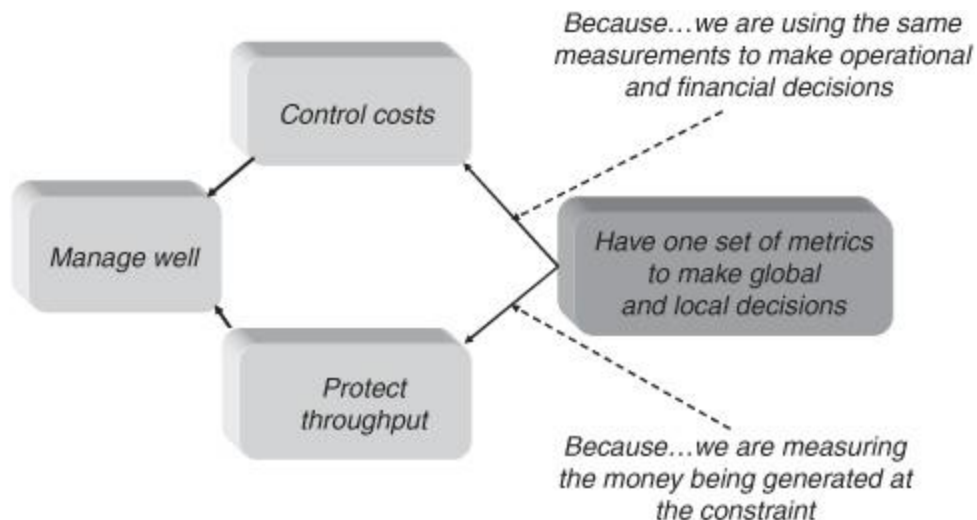 Because...we are using the same
measurements to make operational
and financial decisions
Control costs
Manage well
Have one set of metrics
to make global
and local decisions
Protect
throughput
Because...we are measuring
the money being generated at
the constraint